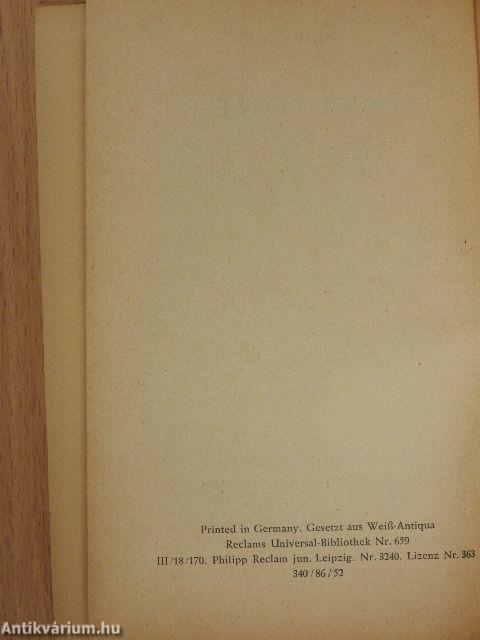 Printed in Germany. Gesetzt aus Weiß-Antiqua
Reclams Universal-Bibliothek Nr. 659
III/18/170. Philipp Reclam jun. Leipzig. Nr. 3240. Lizenz Nr. 363
340/86/52
Antikvárium.hu